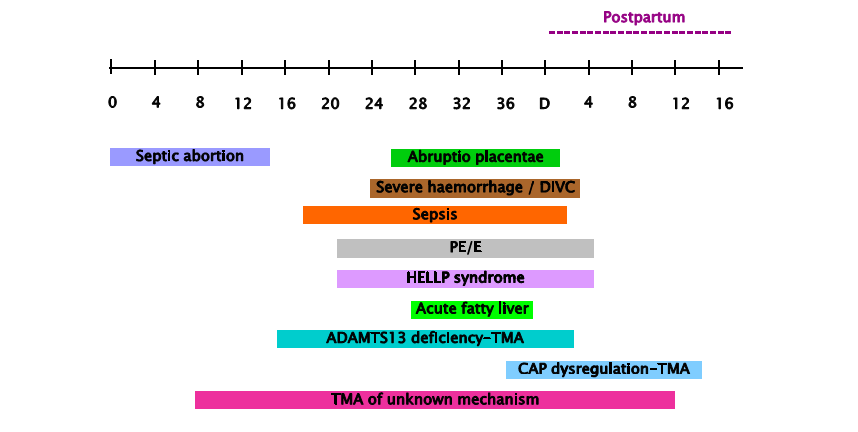 Postpartum
0 4 8 12 16 20 24 28 32 36 D 4 8 12 16
Septic abortion
Abruptio placentae
Severe haemorrhage / DIVC
Sepsis
PE/E
HELLP syndrome
Acute fatty liver
ADAMTS13 deficiency-TMA
CAP dysregulation-TMA
TMA of unknown mechanism